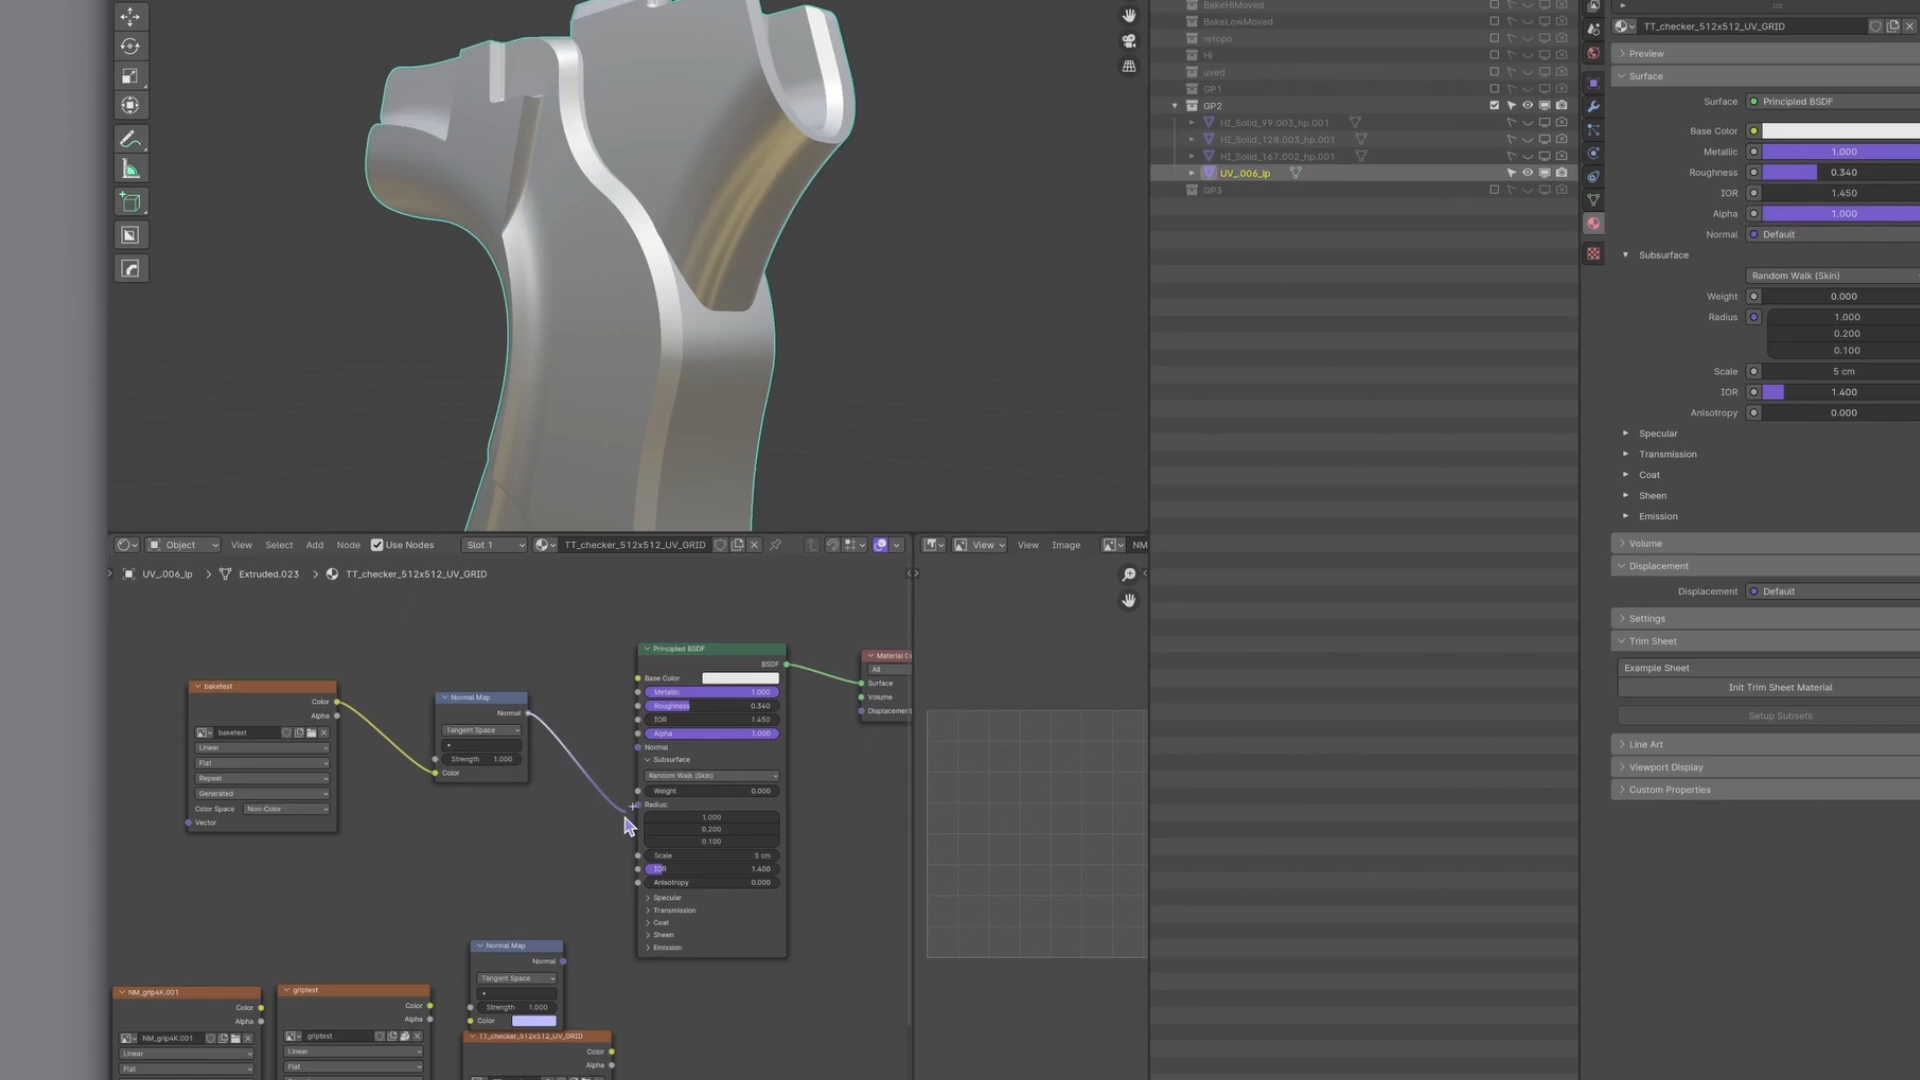 BakeHiMoved
BakeLowMoved
retopo
HI
uved
GP1
GP2
HI_Solid_99.003_hp.001
HI_Solid_128.003_hp.001
HI_Solid_167.002_hp.001
UV_.006_lp
GP3
TT_checker_512x512_UV_GRID
Preview
Surface
Surface Principled BSDF
Base Color
Metallic 1.000
Roughness 0.340
IOR 1.450
Alpha 1.000
Normal Default
Subsurface
Random Walk (Skin)
Weight 0.000
Radius 1.000
0.200
0.100
Scale 5 cm
IOR 1.400
Anisotropy 0.000
Specular
Transmission
Coat
Sheen
Emission
Volume
Displacement
Displacement Default
Settings
Trim Sheet
Example Sheet
Init Trim Sheet Material
Setup Subsets
Line Art
Viewport Display
Custom Properties
Object View Select Add Node Use Nodes Slot 1 TT_checker_512x512_UV_GRID
View View Image NM
UV_.006_lp > Extruded.023 > TT_checker_512x512_UV_GRID
baketest
Color
Alpha
baketest
Linear
Flat
Repeat
Generated
Color Space Non-Color
Vector
Normal Map
Normal
Tangent Space
Strength 1.000
Color
Principled BSDF
BSDF
Base Color
Metallic 1.000
Roughness 0.340
IOR 1.450
Alpha 1.000
Normal
Subsurface
Random Walk (Skin)
Weight 0.000
Radius:
1.000
0.200
0.100
Scale 5 cm
IOR 1.400
Anisotropy 0.000
Specular
Transmission
Coat
Sheen
Emission
Material
All
Surface
Volume
Displacement
Normal Map
Normal
Tangent Space
Strength 1.000
Color
NM_grip4K.001
Color
Alpha
NM_grip4K.001
Linear
Flat
griptest
Color
Alpha
griptest
Linear
Flat
TT_checker_512x512_UV_GRID
Color
Alpha